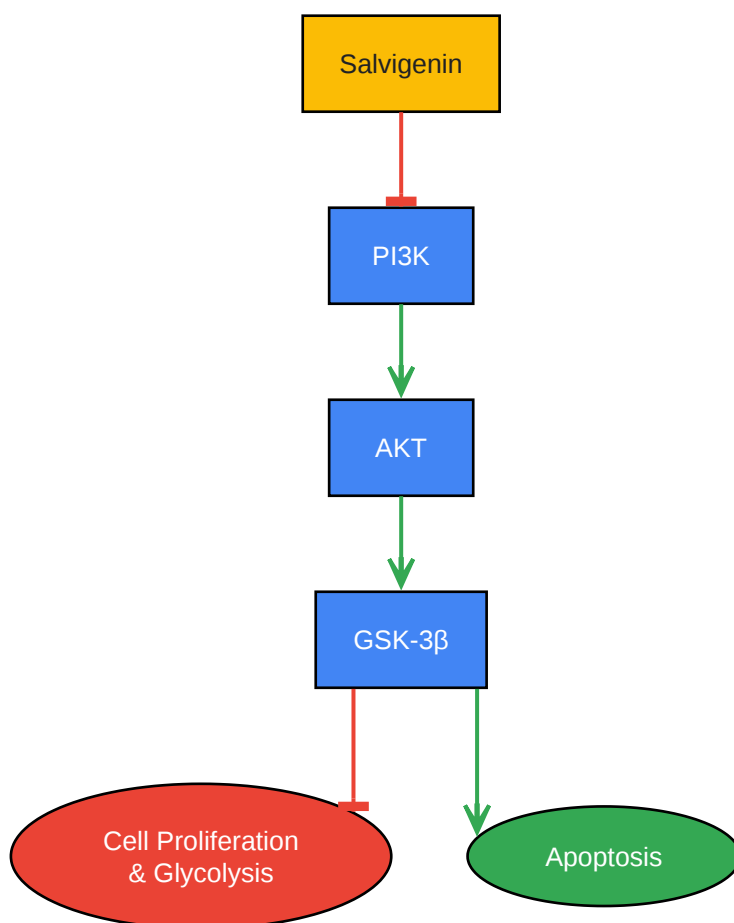 Salvigenin
PI3K
AKT
GSK-3β
Cell Proliferation
& Glycolysis
Apoptosis